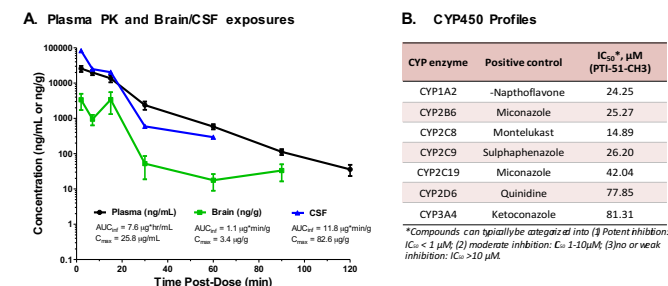 A. Plasma PK and Brain/CSF exposures
100000
10000
1000
100
10
1
0.1
Concentration (ng/mL or ng/g)
0
20
40
60
80
100
120
Time Post-Dose (min)
Plasma (ng/mL)
AUCinf = 7.6 µg*hr/mL
Cmax = 25.8 µg/mL
Brain (ng/g)
AUCinf = 1.1 µg*min/g
Cmax = 3.4 µg/g
CSF
AUCinf = 11.8 µg*min/g
Cmax = 82.6 µg/g
B. CYP450 Profiles
CYP enzyme Positive control IC50*, µM
(PTI-51-CH3)
CYP1A2 -Napthoflavone 24.25
CYP2B6 Miconazole 25.27
CYP2C8 Montelukast 14.89
CYP2C9 Sulphaphenazole 26.20
CYP2C19 Miconazole 42.04
CYP2D6 Quinidine 77.85
CYP3A4 Ketoconazole 81.31
*Compounds can typically be categorized into (1) Potent inhibition:
IC50 < 1 µM; (2) moderate inhibition: IC50 1-10µM; (3)no or weak
inhibition: IC50 >10 µM.